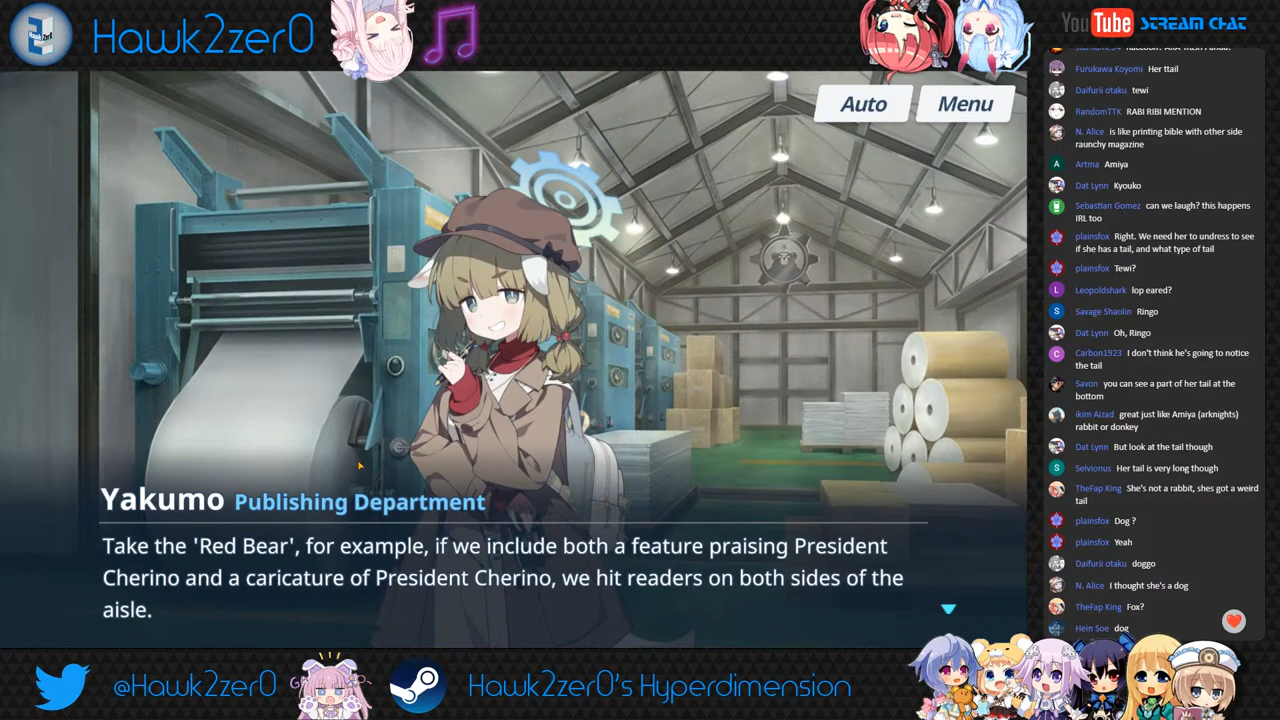 Hawk2zer0
YouTube STREAM CHAT
Auto
Menu
Furukawa Koyomi Her ttail
Daifurii otaku tewi
RandomTTK RABI RIBI MENTION
N. Alice is like printing bible with other side
raunchy magazine
A Artma Amiya
Dat Lynn Kyouko
Sebastian Gomez can we laugh? this happens
IRL too
plainsfox Right. We need her to undress to see
if she has a tail, and what type of tail
plainsfox Tewi?
L Leopoldshark lop eared?
S Savage Shaolin Ringo
Dat Lynn Oh, Ringo
C Carbon1923 I don't think he's going to notice
the tail
Savon you can see a part of her tail at the
bottom
ikim Aizad great just like Amiya (arknights)
rabbit or donkey
Dat Lynn But look at the tail though
S Selvionus Her tail is very long though
TheFap King She's not a rabbit, shes got a weird
tail
plainsfox Dog ?
plainsfox Yeah
Daifurii otaku doggo
N. Alice I thought she's a dog
TheFap King Fox?
Hein Soe dog
Yakumo Publishing Department
Take the 'Red Bear', for example, if we include both a feature praising President
Cherino and a caricature of President Cherino, we hit readers on both sides of the
aisle.
@Hawk2zer0
Hawk2zer0's Hyperdimension